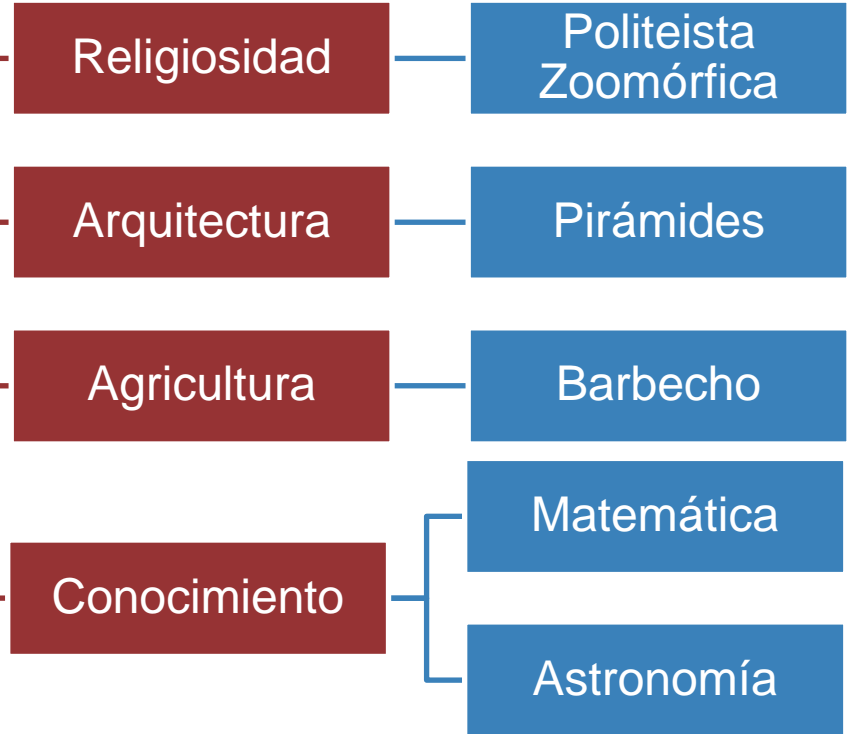 Religiosidad
Politeista
Zoomórfica
Arquitectura
Pirámides
Agricultura
Barbecho
Conocimiento
Matemática
Astronomía